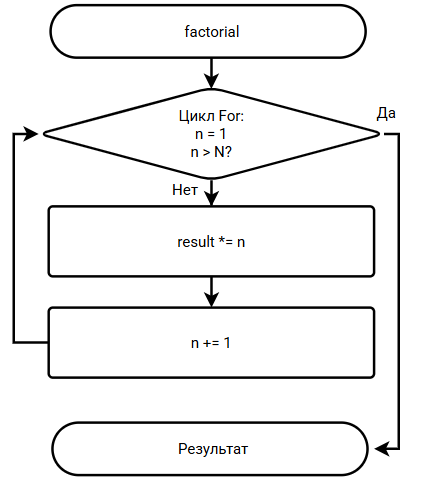 factorial
Цикл For:
n = 1
n > N?
Да
Нет
result *= n
n += 1
Результат